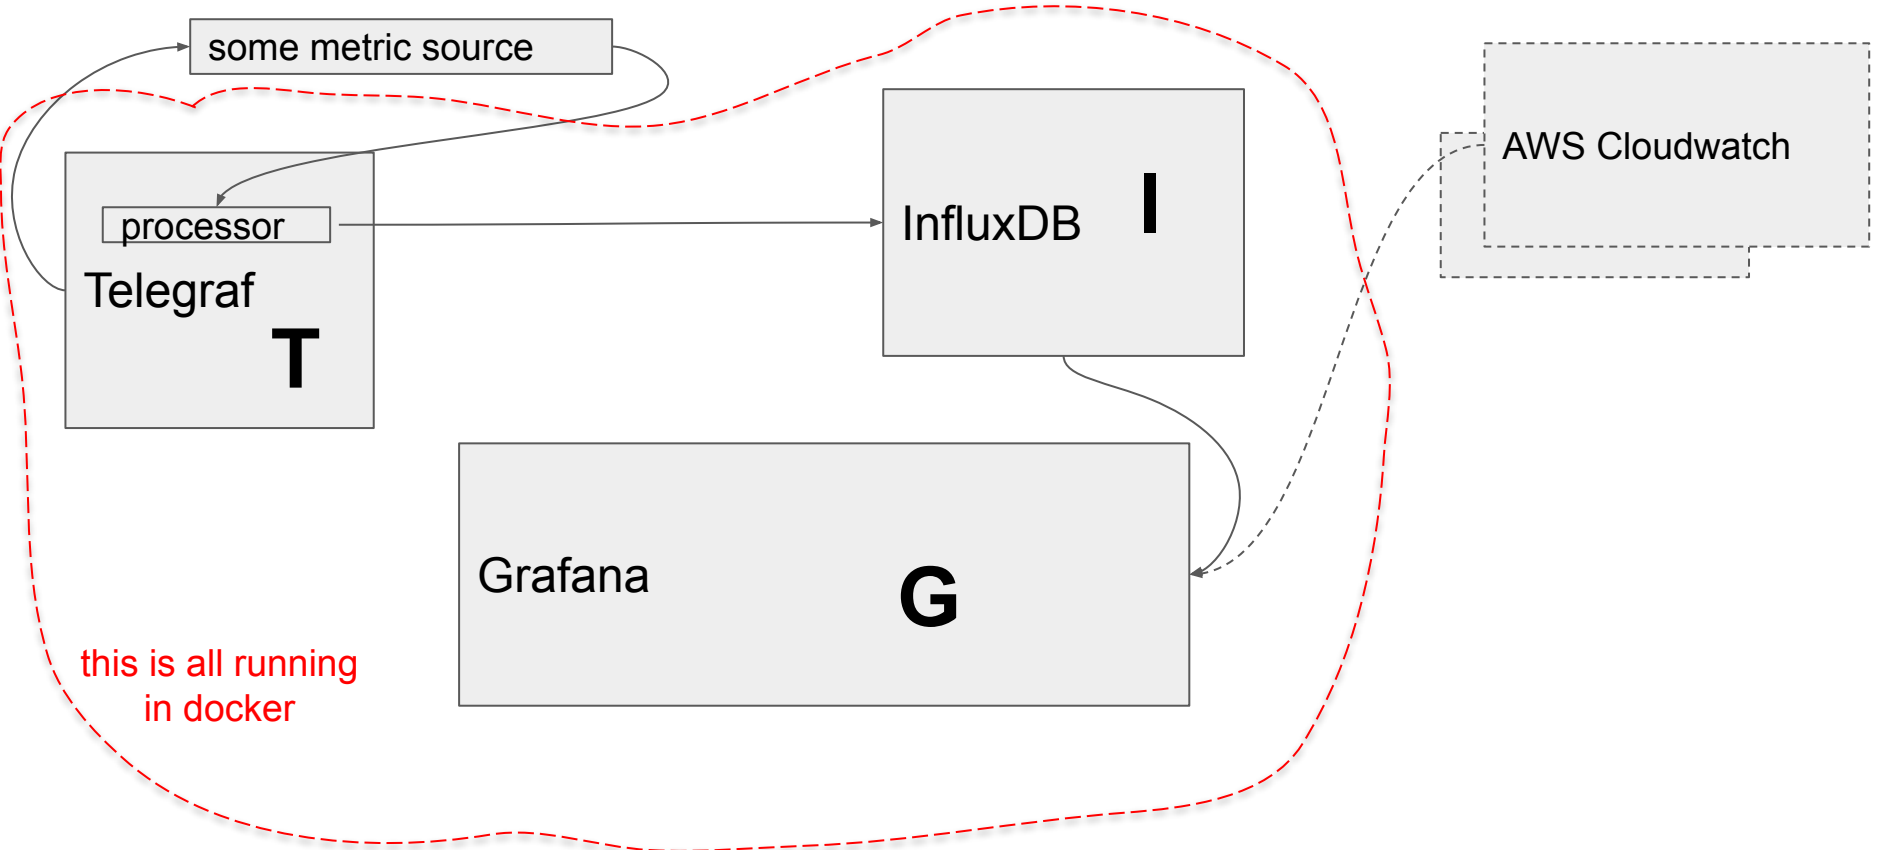 some metric source
AWS Cloudwatch
processor
InfluxDB
I
Telegraf
T
Grafana
G
this is all running
in docker